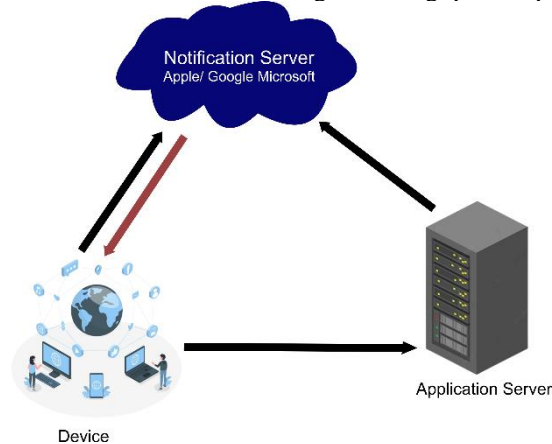 Notification Server
Apple/ Google Microsoft
Application Server
Device